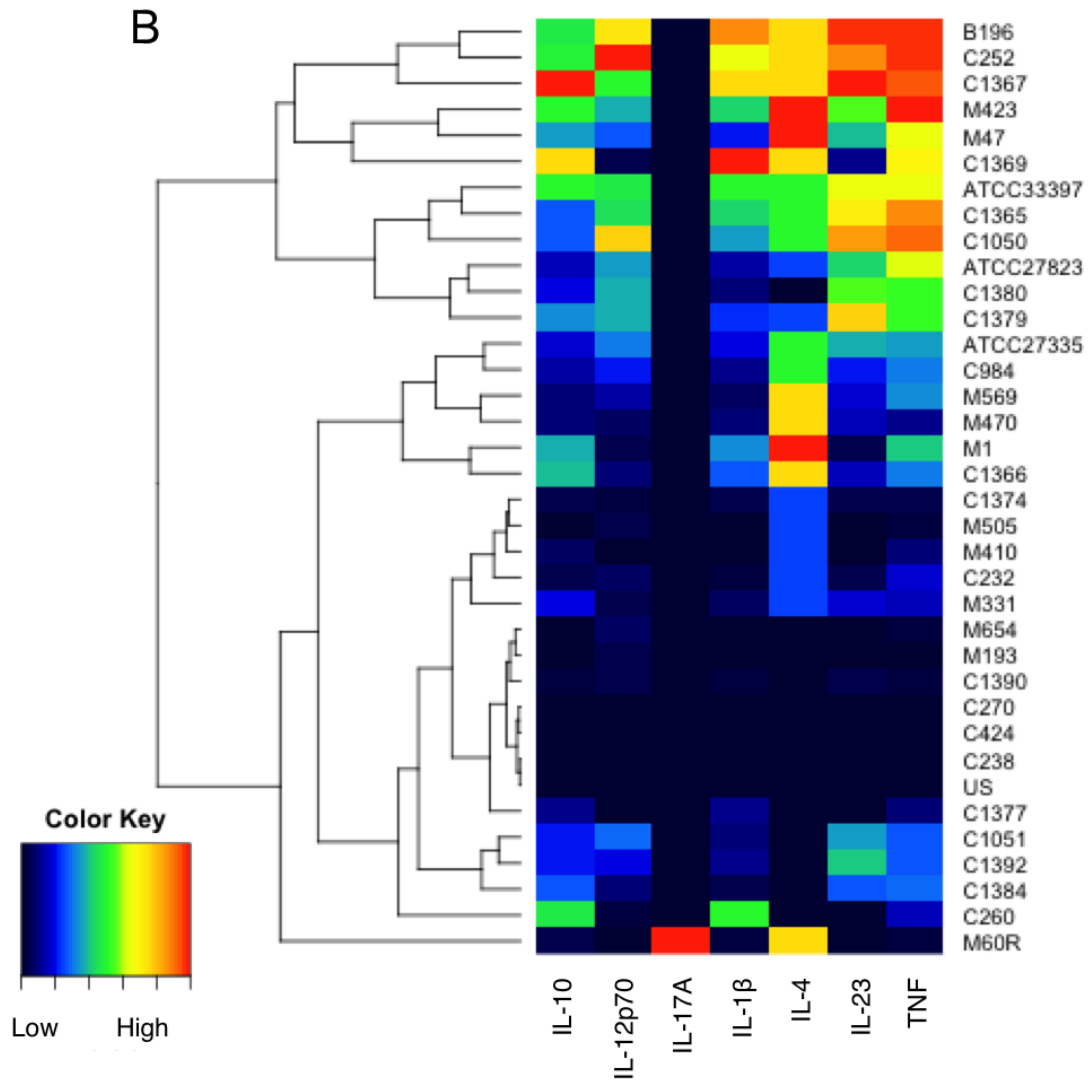 B
B196
C252
C1367
M423
M47
C1369
ATCC33397
C1365
C1050
ATCC27823
C1380
C1379
ATCC27335
C984
M569
M470
M1
C1366
C1374
M505
M410
C232
M331
M654
M193
C1390
C270
C424
C238
US
C1377
C1051
C1392
C1384
C260
M60R
Color Key
Low High
IL-10
IL-12p70
IL-17A
IL-1β
IL-4
IL-23
TNF